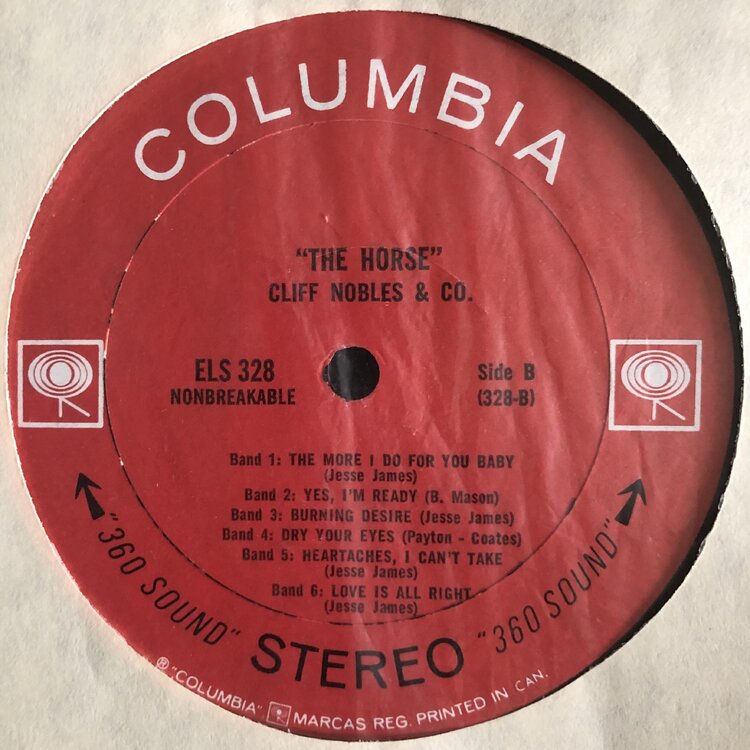 COLUMBIA
"THE HORSE"
CLIFF NOBLES & CO.
ELS 328
NONBREAKABLE
Side B
(328-B)
Band 1: THE MORE I DO FOR YOU BABY
(Jesse James)
Band 2: YES, I'M READY (B. Mason)
Band 3: BURNING DESIRE (Jesse James)
Band 4: DRY YOUR EYES (Payton - Coates)
Band 5: HEARTACHES, I CAN'T TAKE
(Jesse James)
Band 6: LOVE IS ALL RIGHT
(Jesse James)
"360 SOUND" STEREO "360 SOUND"
® "COLUMBIA" MARCAS REG. PRINTED IN CAN.